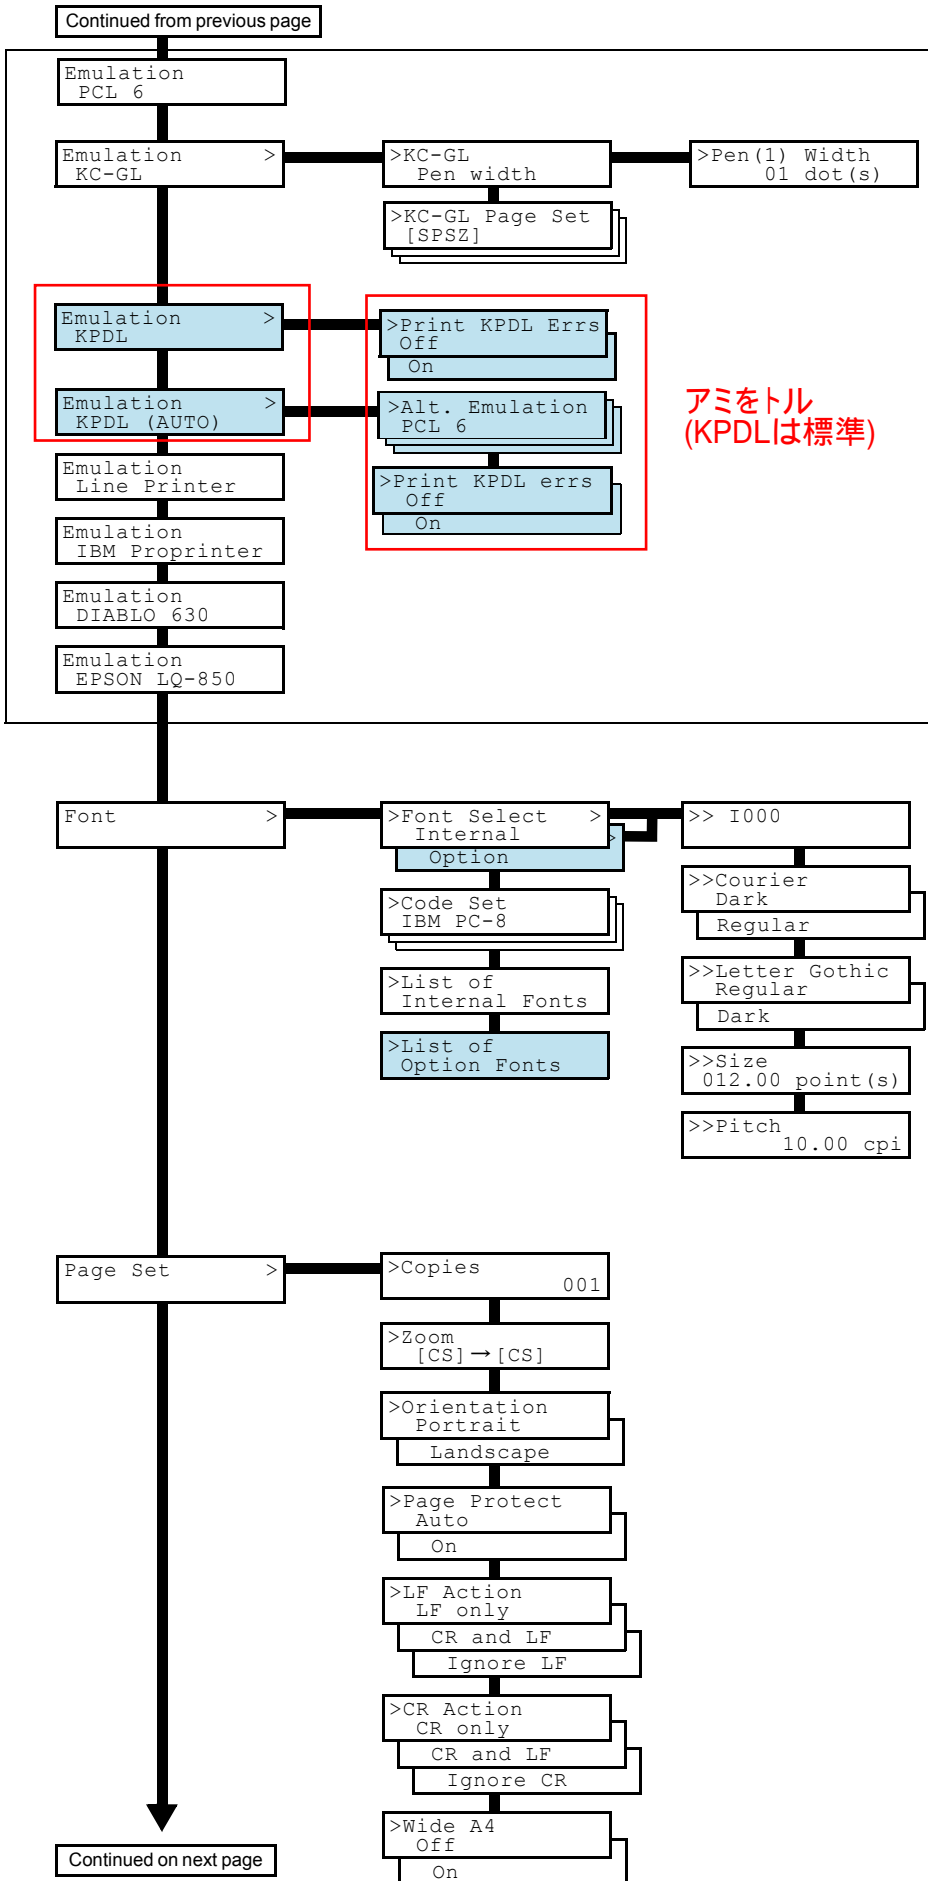 Continued from previous page
Emulation
PCL 6
Emulation >
KC-GL
>KC-GL
Pen width
>Pen(1) Width
01 dot(s)
>KC-GL Page Set
[SPSZ]
Emulation >
KPDL
>Print KPDL Errs
Off
On
Emulation >
KPDL (AUTO)
>Alt. Emulation
PCL 6
>Print KPDL errs
Off
On
アミをトル
(KPDLは標準)
Emulation
Line Printer
Emulation
IBM Proprinter
Emulation
DIABLO 630
Emulation
EPSON LQ-850
Font >
>Font Select >
Internal
>
Option
>Code Set
IBM PC-8
>List of
Internal Fonts
>List of
Option Fonts
>> I000
>>Courier
Dark
Regular
>>Letter Gothic
Regular
Dark
>>Size
012.00 point(s)
>>Pitch
10.00 cpi
Page Set >
>Copies
001
>Zoom
[CS]→[CS]
>Orientation
Portrait
Landscape
>Page Protect
Auto
On
>LF Action
LF only
CR and LF
Ignore LF
>CR Action
CR only
CR and LF
Ignore CR
>Wide A4
Off
On
Continued on next page